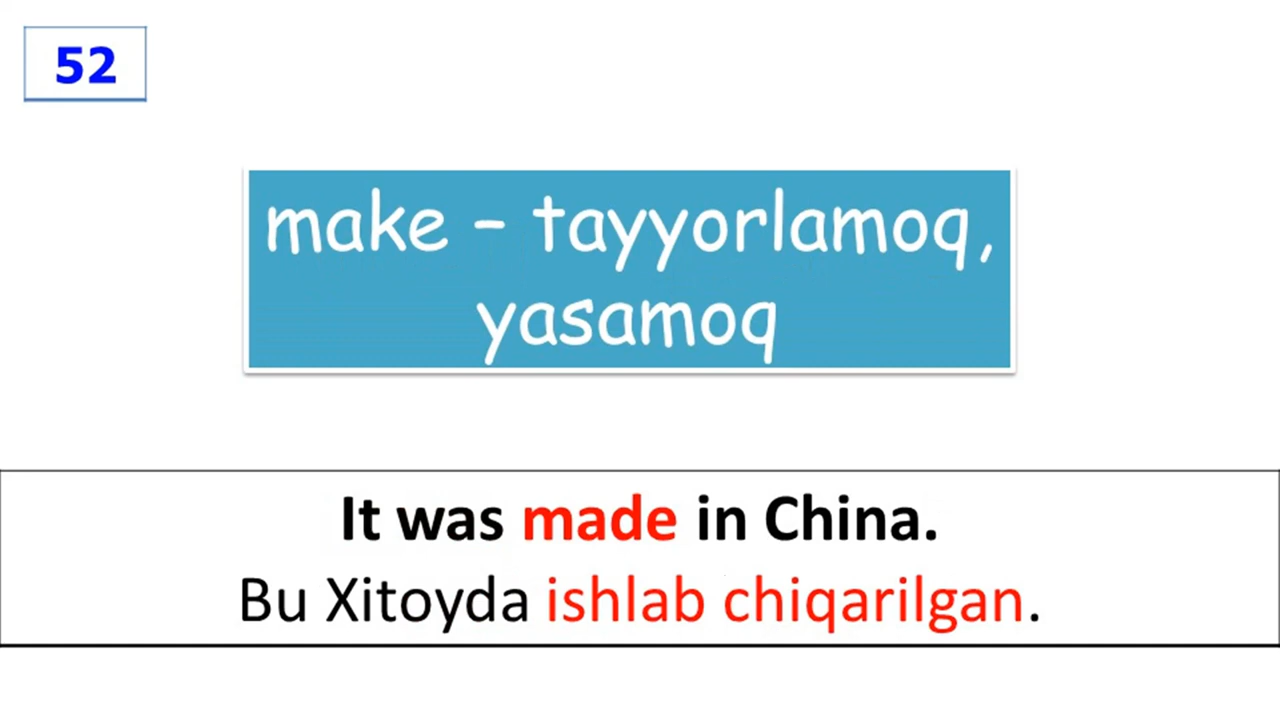 52
make – tayyorlamoq,
yasamoq
It was made in China.
Bu Xitoyda ishlab chiqarilgan.